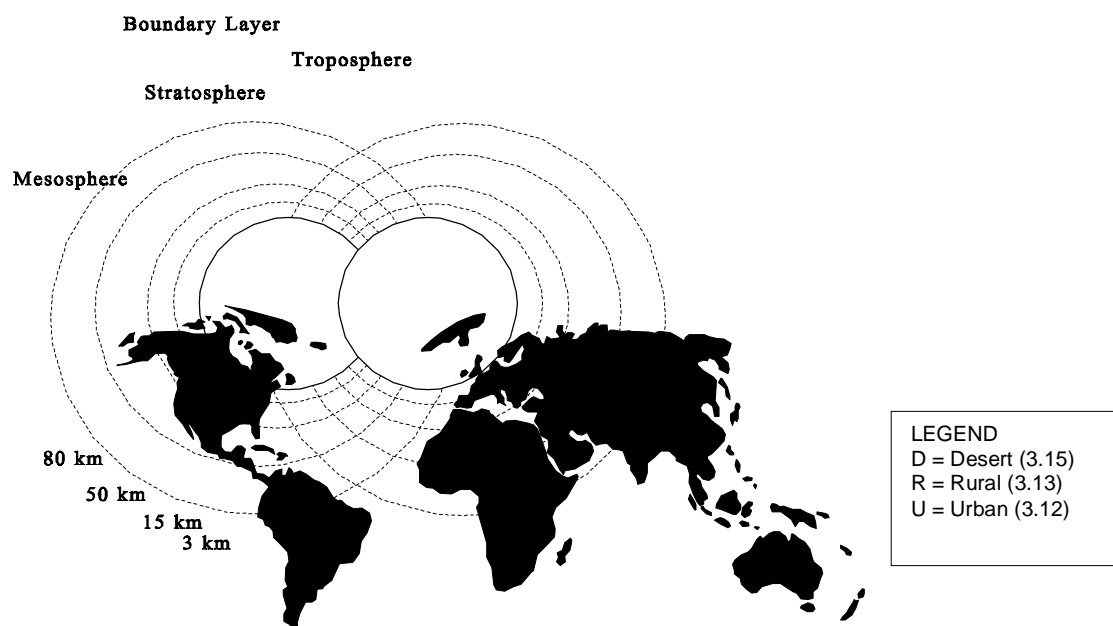 Boundary Layer
Troposphere
Stratosphere
Mesosphere
80 km
50 km
15 km
3 km
LEGEND
D = Desert (3.15)
R = Rural (3.13)
U = Urban (3.12)